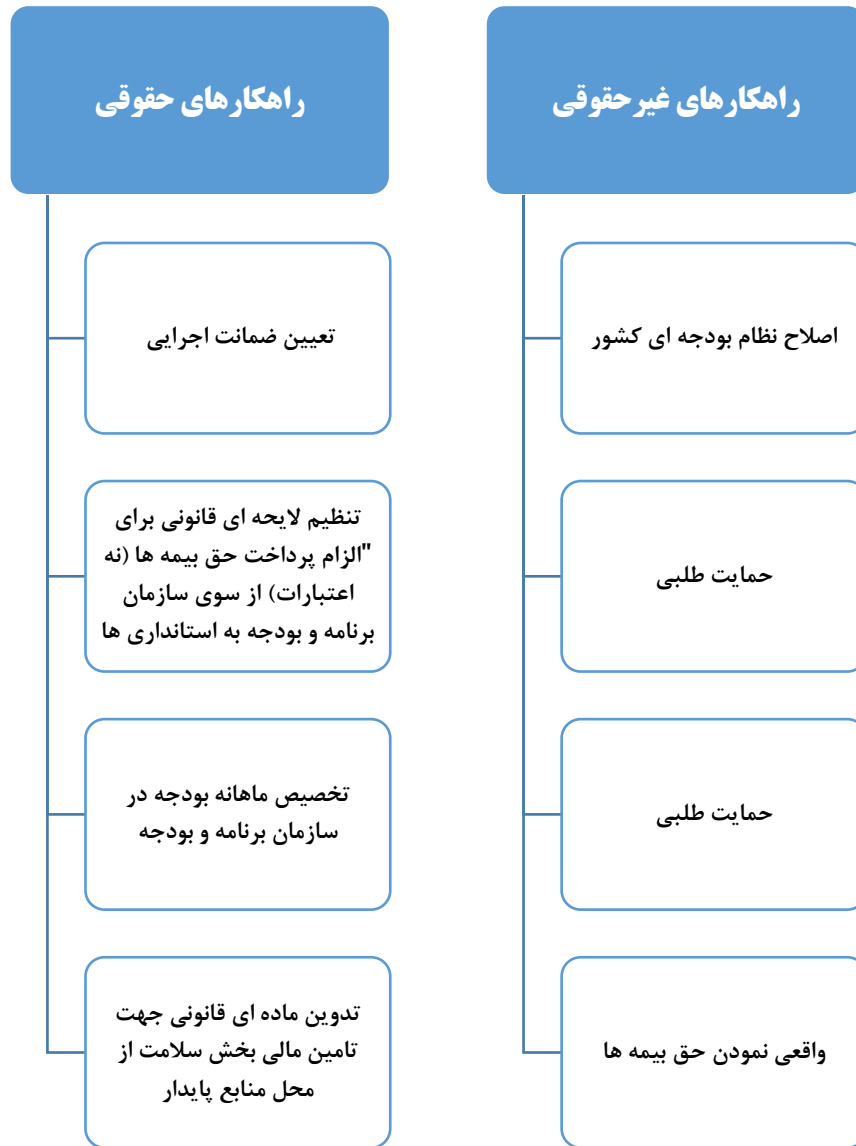 راهکارهای غیرحقوقی
اصلاح نظام بودجه ای کشور
حمایت طلبی
حمایت طلبی
واقعی نمودن حق بیمه ها
راهکارهای حقوقی
تعیین ضمانت اجرایی
تنظیم لایحه ای قانونی برای
"الزام پرداخت حق بیمه ها (نه
اعتبارات) از سوی سازمان
برنامه و بودجه به استانداری ها
تخصیص ماهانه بودجه در
سازمان برنامه و بودجه
تدوین ماده ای قانونی جهت
تامین مالی بخش سلامت از
محل منابع پایدار